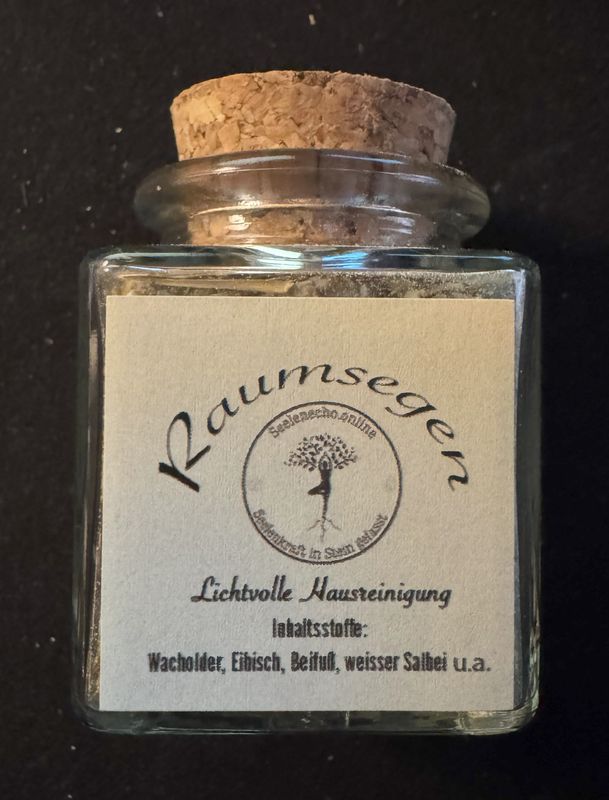 Raumsegen
Seelenecho.online
Seelenkraft in Stein gefasst
Lichtvolle Hausreinigung
Inhaltsstoffe:
Wacholder, Eibisch, Beifuß, weisser Salbei u.a.